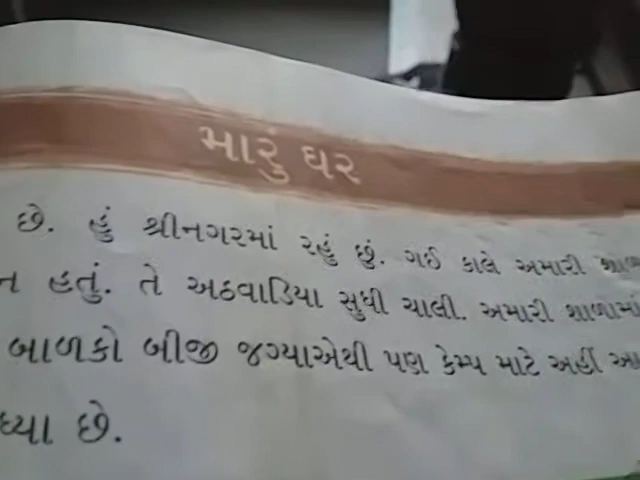 મારું ઘર
છે. હું શ્રીનગરમાં રહું છું. ગઈ કાલે અમારી
હતું. તે અઠવાડિયા સુધી ચાલી. અમારી શાળામાં
બાળકો બીજી જગ્યાએથી પણ કેમ્પ માટે અહીં
છે.